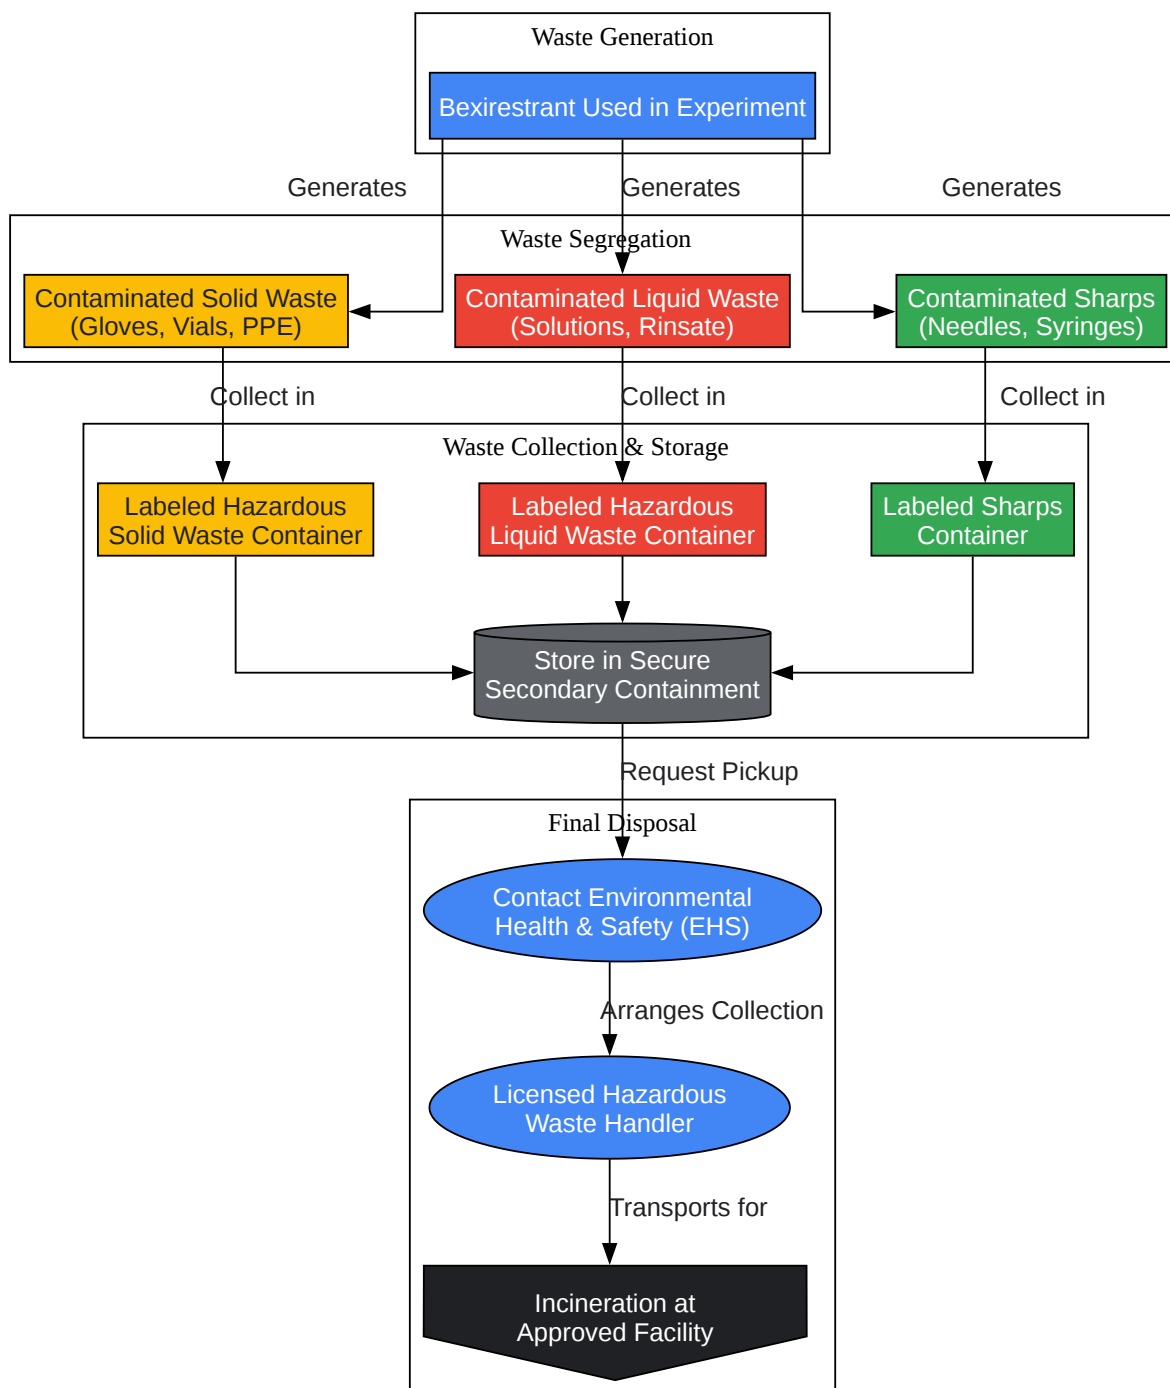 Waste Generation
Bexirestrant Used in Experiment
Generates
Generates
Generates
Waste Segregation
Contaminated Solid Waste
(Gloves, Vials, PPE)
Contaminated Liquid Waste
(Solutions, Rinsate)
Contaminated Sharps
(Needles, Syringes)
Collect in
Collect in
Collect in
Waste Collection & Storage
Labeled Hazardous
Solid Waste Container
Labeled Hazardous
Liquid Waste Container
Labeled Sharps
Container
Store in Secure
Secondary Containment
Request Pickup
Final Disposal
Contact Environmental
Health & Safety (EHS)
Arranges Collection
Licensed Hazardous
Waste Handler
Transports for
Incineration at
Approved Facility